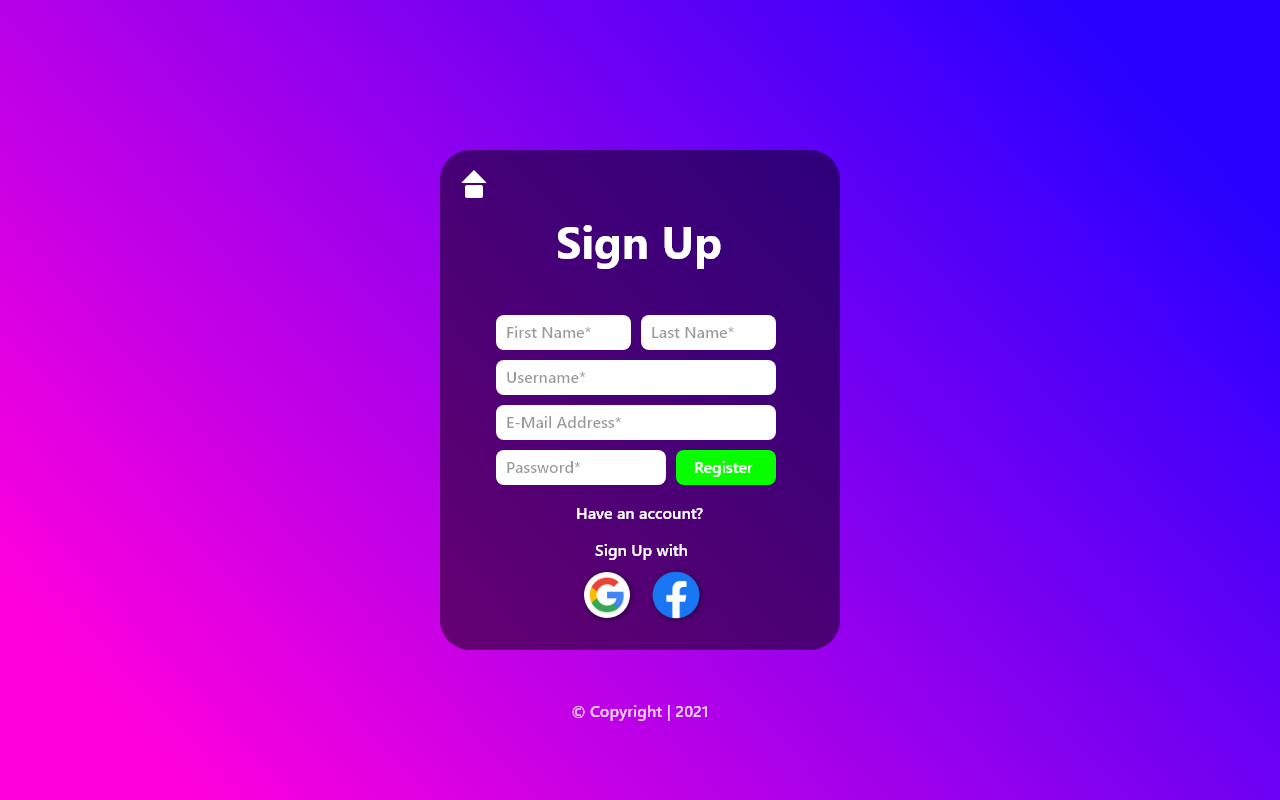 Sign Up
First Name* Last Name*
Username*
E-Mail Address*
Password* Register
Have an account?
Sign Up with
© Copyright | 2021